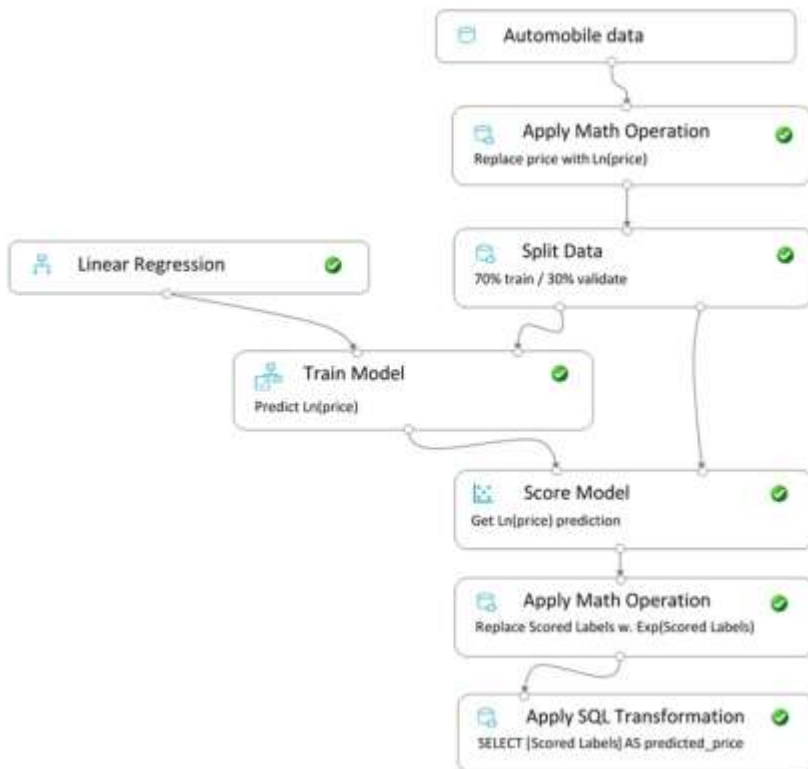 Automobile data
Apply Math Operation
Replace price with Ln(price)
Split Data
70% train / 30% validate
Linear Regression
Train Model
Predict Ln(price)
Score Model
Get Ln(price) prediction
Apply Math Operation
Replace Scored Labels w. Exp(Scored Labels)
Apply SQL Transformation
SELECT [Scored Labels] AS predicted_price